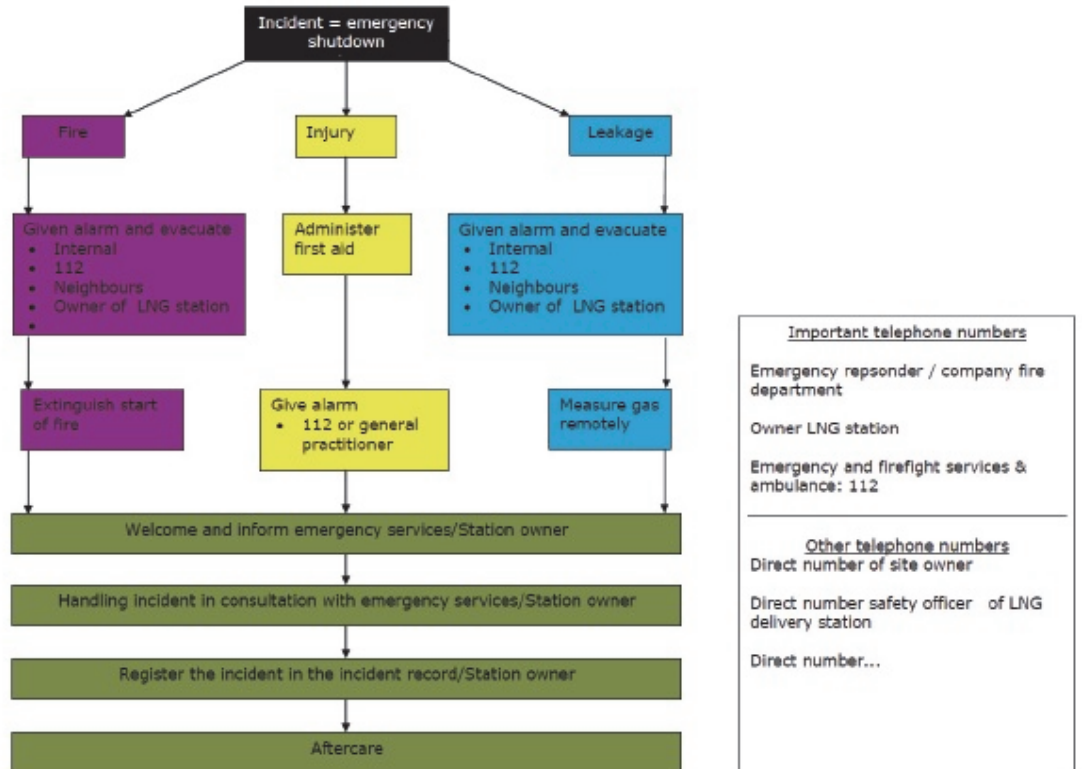 Incident = emergency
shutdown
Fire
Injury
Leakage
Given alarm and evacuate
• Internal
• 112
• Neighbours
• Owner of LNG station
•
Administer
first aid
Given alarm and evacuate
• Internal
• 112
• Neighbours
• Owner of LNG station
Extinguish start
of fire
Give alarm
• 112 or general
practitioner
Measure gas
remotely
Welcome and inform emergency services/Station owner
Handling incident in consultation with emergency services/Station owner
Register the incident in the incident record/Station owner
Aftercare
Important telephone numbers
Emergency repsonder / company fire
department
Owner LNG station
Emergency and firefight services &
ambulance: 112
Other telephone numbers
Direct number of site owner
Direct number safety officer of LNG
delivery station
Direct number...